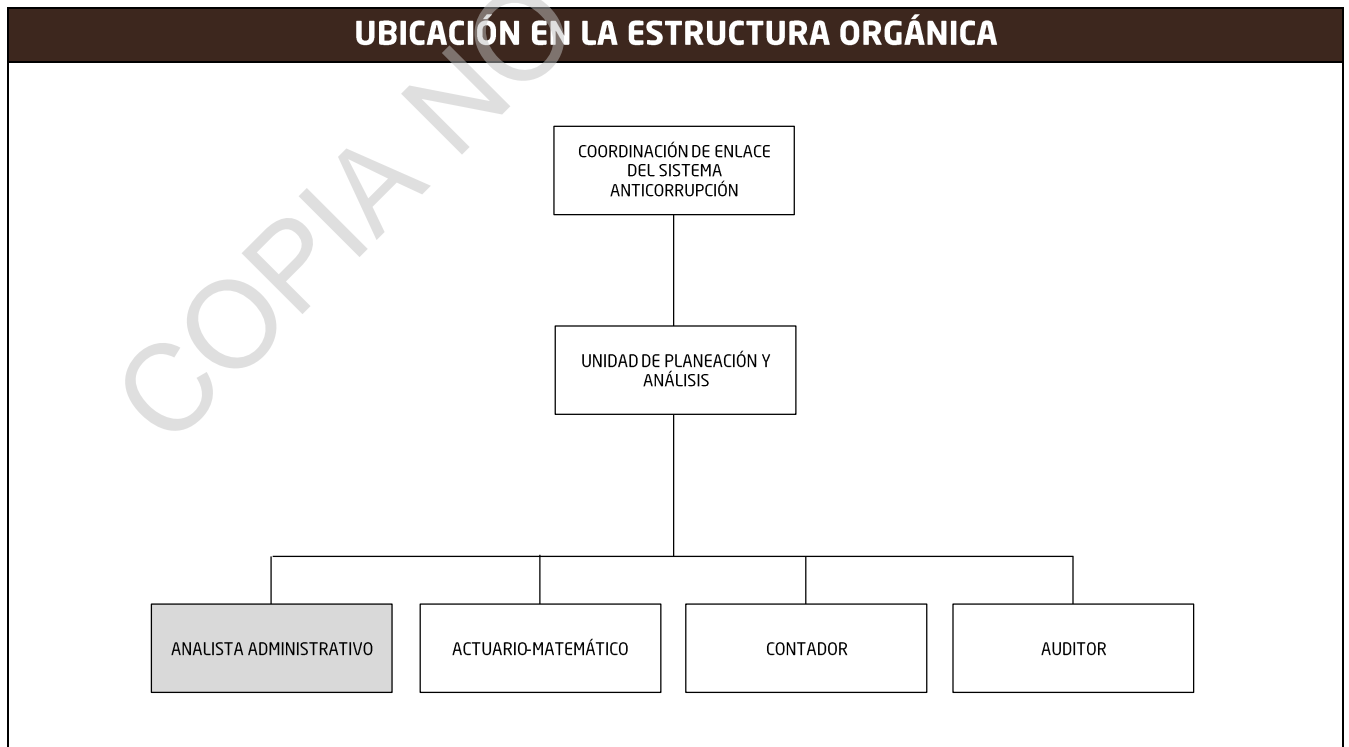 UBICACIÓN EN LA ESTRUCTURA ORGÁNICA
COPIA NO
COORDINACIÓN DE ENLACE
DEL SISTEMA
ANTICORRUPCIÓN
UNIDAD DE PLANEACIÓN Y
ANÁLISIS
ANALISTA ADMINISTRATIVO
ACTUARIO-MATEMÁTICO
CONTADOR
AUDITOR